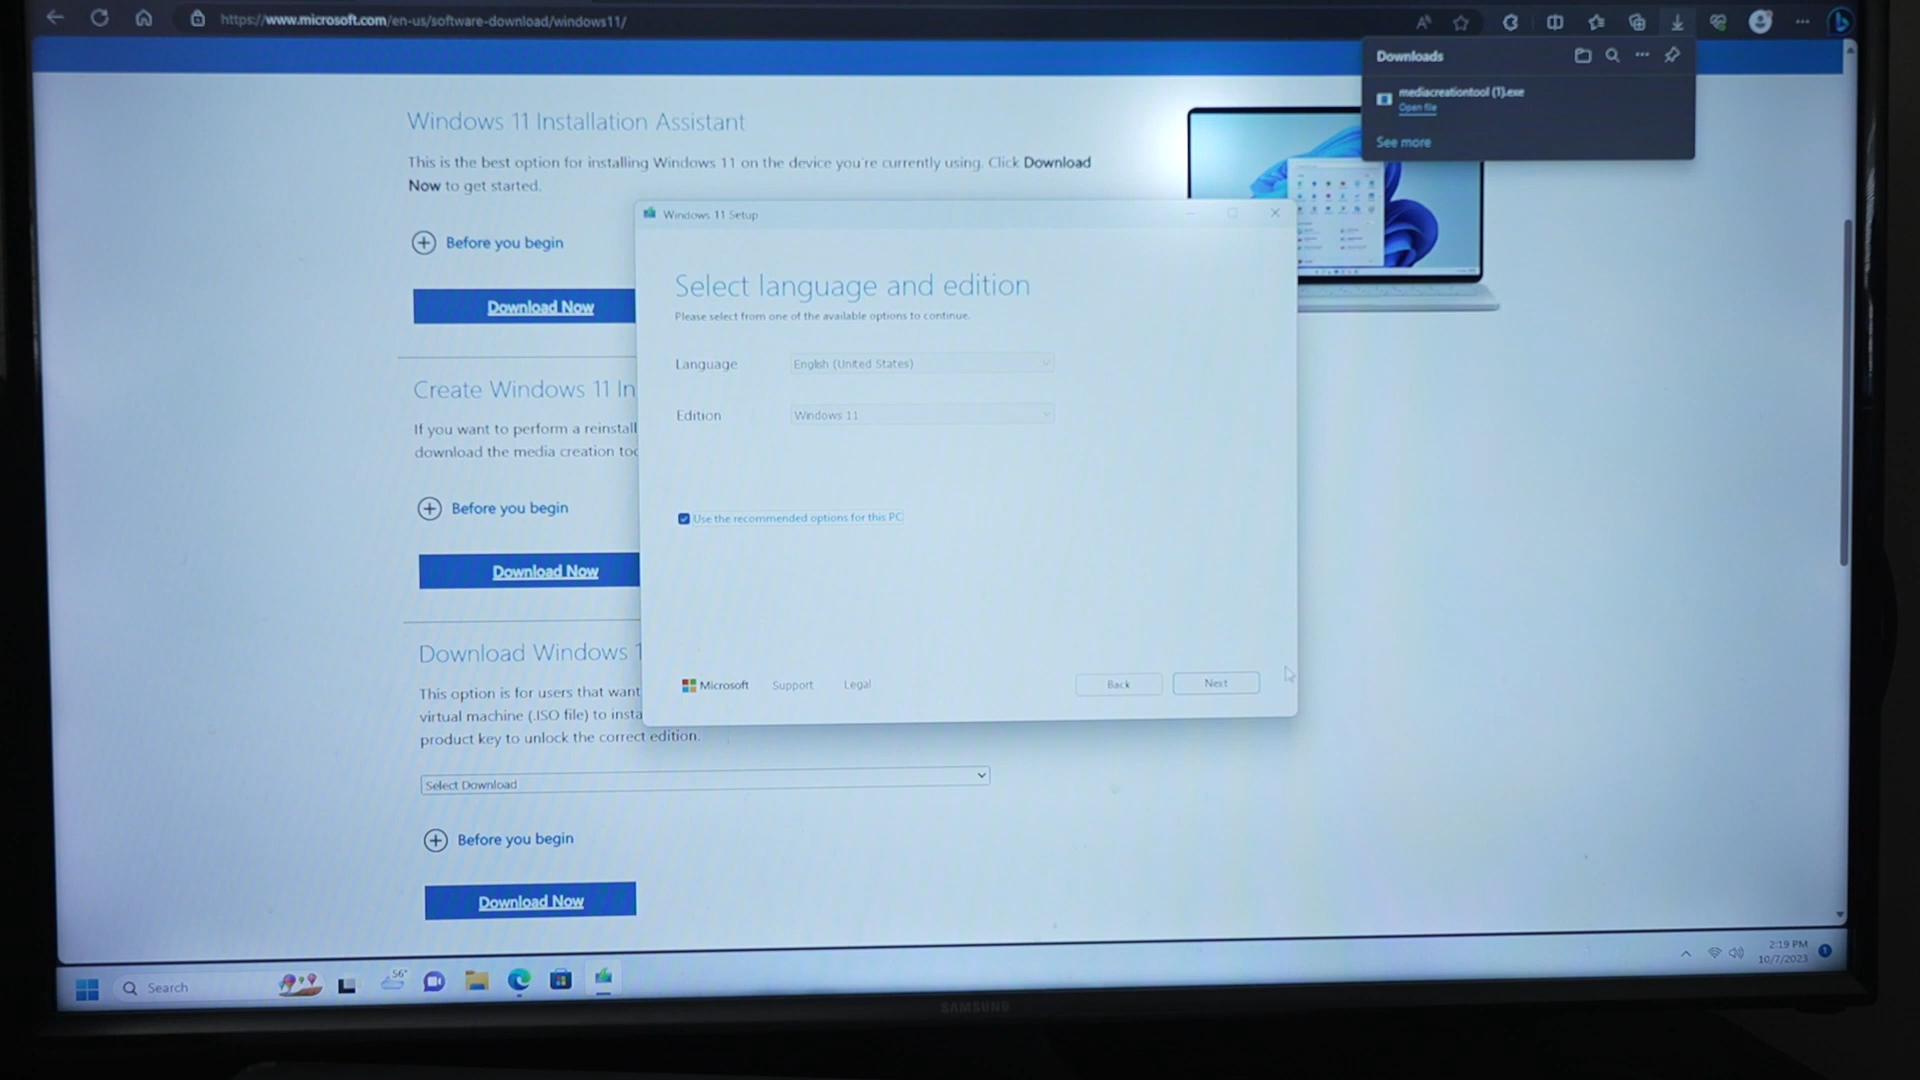 https://www.microsoft.com/en-us/software-download/windows11/
Downloads
mediacreationtool (1).exe
Open file
See more
Windows 11 Installation Assistant
This is the best option for installing Windows 11 on the device you're currently using. Click Download
Now to get started.
Before you begin
Download Now
Create Windows 11 In
If you want to perform a reinstall
download the media creation too
Before you begin
Download Now
Download Windows 1
This option is for users that want
virtual machine (.ISO file) to insta
product key to unlock the correct edition.
Select Download
Before you begin
Download Now
Windows 11 Setup
Select language and edition
Please select from one of the available options to continue.
Language
English (United States)
Edition
Windows 11
Use the recommended options for this PC
Microsoft
Support
Legal
Back
Next
Search
56°
2:19 PM
10/7/2023
1
SAMSUNG